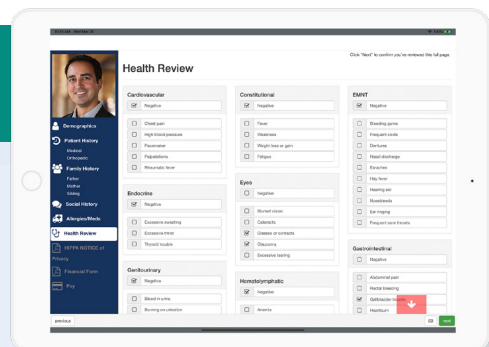 Click "Next" to confirm you've reviewed this full page.
Health Review
Demographics
Patient History
Medical
Orthopedic
Family History
Father
Mother
Sibling
Social History
Allergies/Meds
Health Review
HIPPA NOTICE of
Privacy
Financial Form
Pay
Cardiovascular
Negative
Chest pain
High blood pressure
Pacemaker
Palpitations
Rheumatic fever
Endocrine
Negative
Excessive sweating
Excessive thirst
Thyroid trouble
Genitourinary
Negative
Blood in urine
Burning on urination
Constitutional
Negative
Fever
Weakness
Weight loss or gain
Fatigue
Eyes
Negative
Blurred vision
Cataracts
Glasses or contacts
Glaucoma
Excessive tearing
Hematolymphatic
Negative
Anemia
EMNT
Negative
Bleeding gums
Frequent colds
Dentures
Nasal discharge
Earaches
Hay fever
Hearing aid
Nosebleeds
Ear ringing
Frequent sore throats
Gastrointestinal
Negative
Abdominal pain
Rectal bleeding
Gallbladder
Heartburn
previous
next